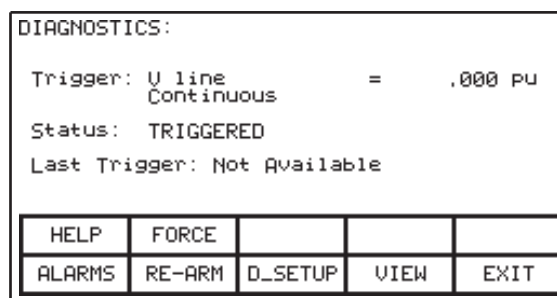 DIAGNOSTICS:
Trigger: V line = .000 pu
Continuous
Status: TRIGGERED
Last Trigger: Not Available
HELP FORCE
ALARMS RE-ARM D_SETUP VIEW EXIT